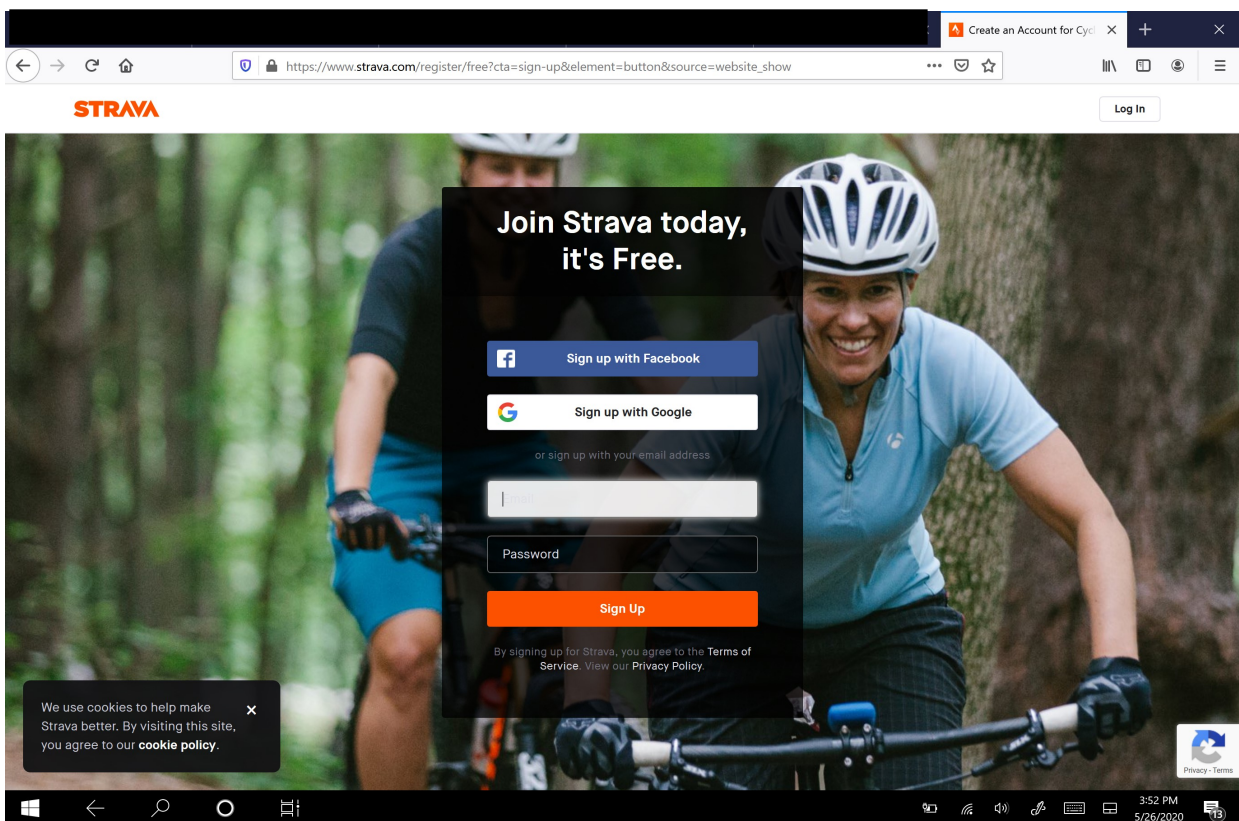 Create an Account for Cycl
https://www.strava.com/register/free?cta=sign-up&element=button&source=website_show
STRAVA
Log In
Join Strava today,
it's Free.
Sign up with Facebook
Sign up with Google
or sign up with your email address
Email
Password
Sign Up
By signing up for Strava, you agree to the Terms of
Service. View our Privacy Policy.
We use cookies to help make
Strava better. By visiting this site,
you agree to our cookie policy.
Privacy - Terms
3:52 PM
5/26/2020
13